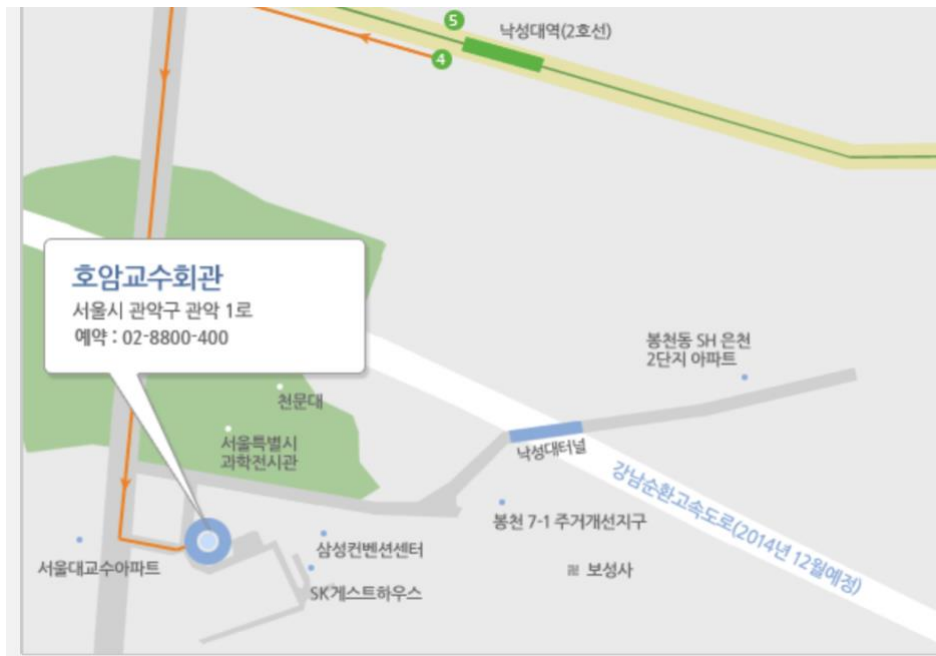 5
낙성대역(2호선)
4
호암교수회관
서울시 관악구 관악 1로
예약 : 02-8800-400
봉천동 SH 은천
2단지 아파트
천문대
서울특별시
과학전시관
낙성대터널
강남순환고속도로(2014년 12월예정)
봉천 7-1 주거개선지구
삼성컨벤션센터
서울대교수아파트
卍 보성사
SK게스트하우스